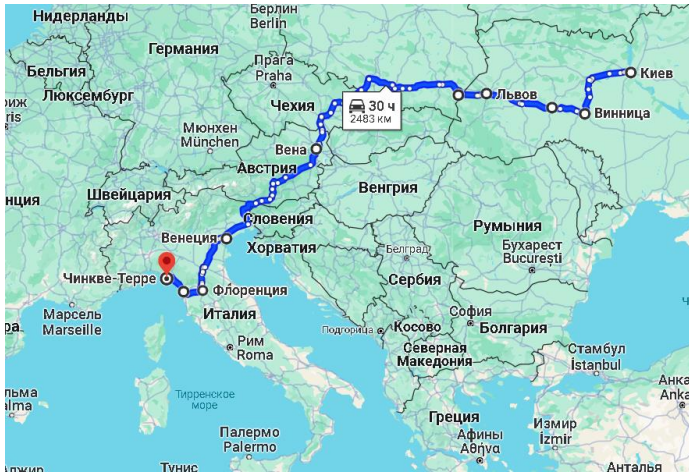 Нидерланды
Берлин
Berlin
Германия
Бельгия
Люксембург
Прага
Praha
Чехия
30 ч
2483 км
Львов
Киев
Винница
Мюнхен
München
Вена
Австрия
Венгрия
Швейцария
Словения
Румыния
Венеция
Хорватия
Белград
Бухарест
București
Сербия
Чинкве-Терре
Флоренция
Марсель
Marseille
Италия
София
Косово
Болгария
Подгорица
Рим
Roma
Северная
Македония
Стамбул
İstanbul
Тирренское
море
Греция
Измир
İzmir
Палермо
Palermo
Афины
Αθήνα
Тунис
Анталья